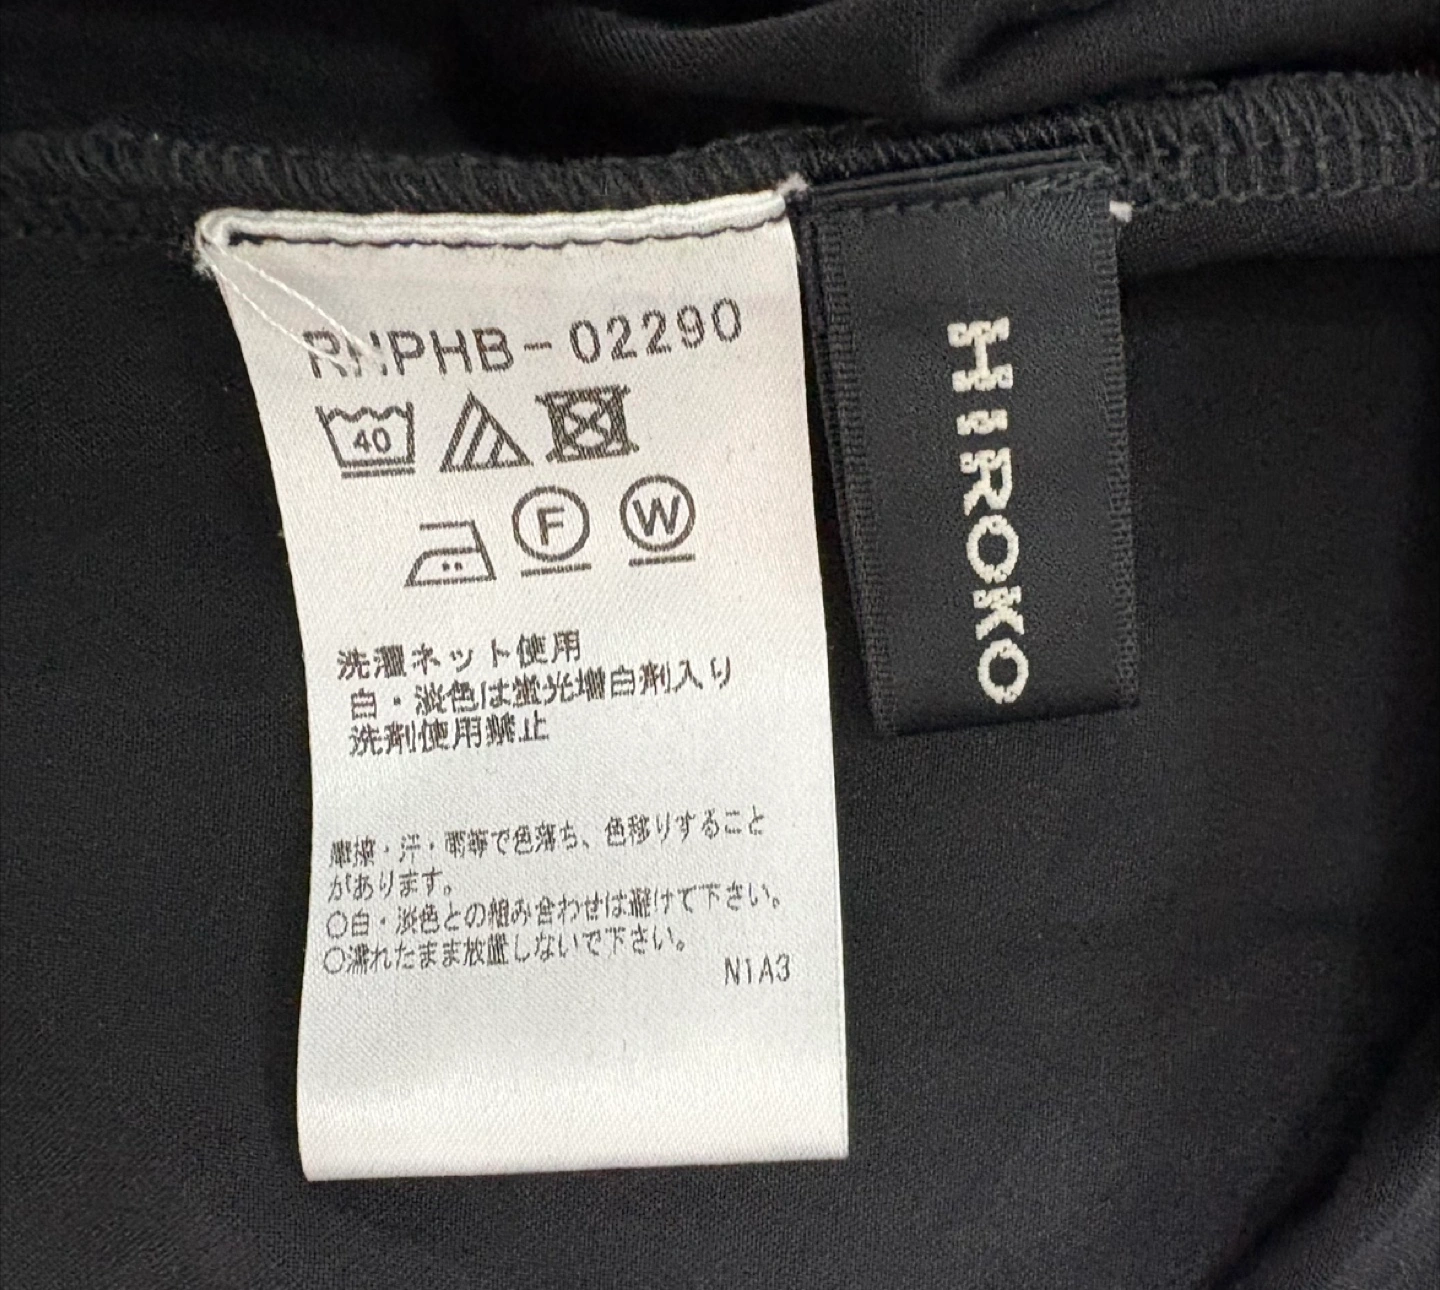 RNPHB-02290
40
F W
洗濯ネット使用
白・淡色は蛍光増白剤入り
洗剤使用禁止
摩擦・汗・雨等で色落ち、色移りすること
があります。
○白・淡色との組み合わせは避けて下さい。
○濡れたまま放置しないで下さい。
N1A3
HIROKO